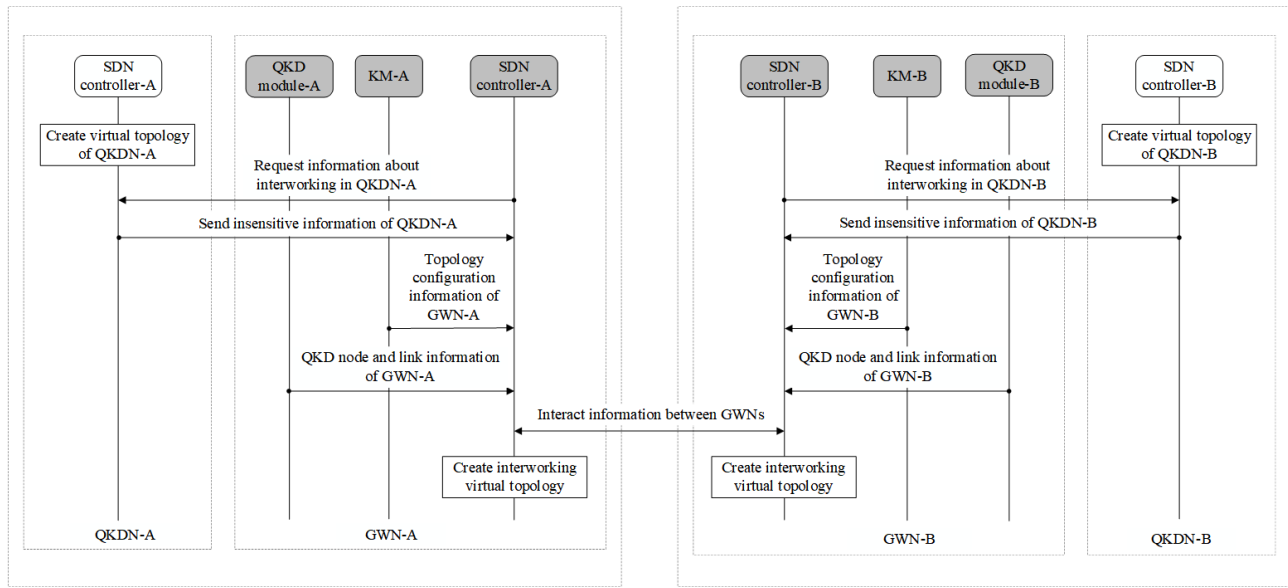 SDN
controller-A
QKD
module-A
KM-A
SDN
controller-A
SDN
controller-B
KM-B
QKD
module-B
SDN
controller-B
Create virtual topology
of QKDN-A
Create virtual topology
of QKDN-B
Request information about
interworking in QKDN-A
Request information about
interworking in QKDN-B
Send insensitive information of QKDN-A
Send insensitive information of QKDN-B
Topology
configuration
information of
GWN-A
Topology
configuration
information of
GWN-B
QKD node and link information
of GWN-A
QKD node and link information
of GWN-B
Interact information between GWNs
Create interworking
virtual topology
Create interworking
virtual topology
QKDN-A
GWN-A
GWN-B
QKDN-B